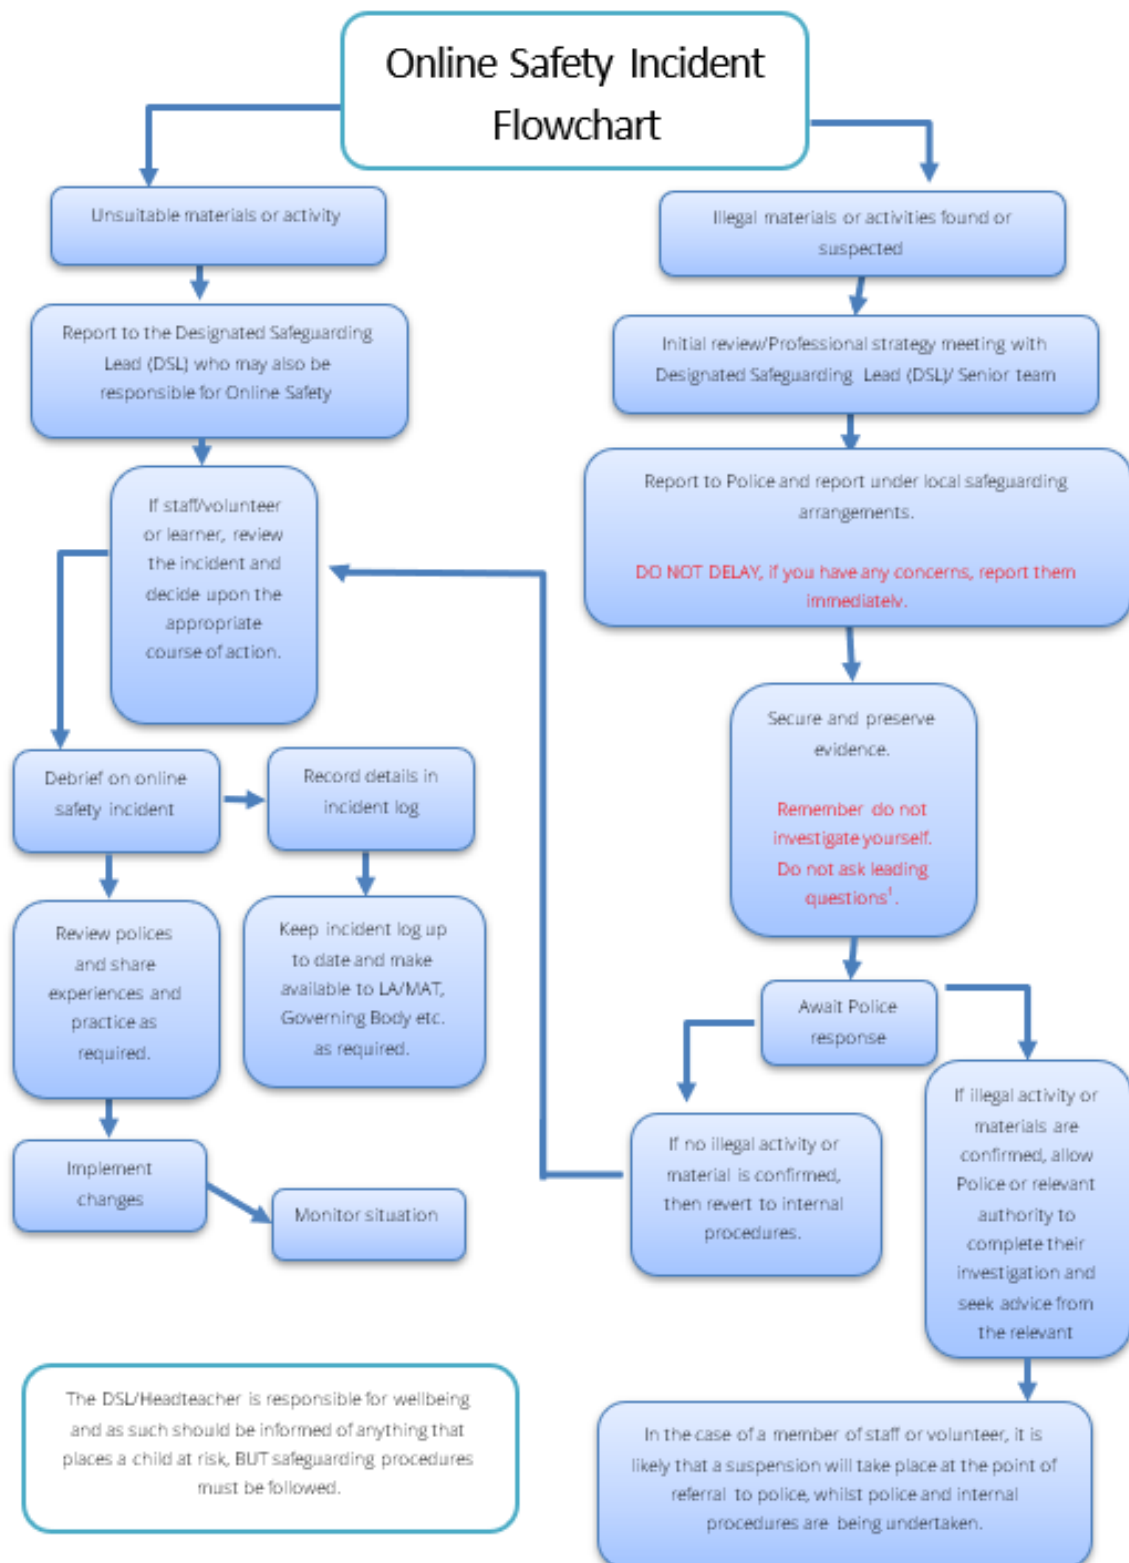 Online Safety Incident
Flowchart
Unsuitable materials or activity
Report to the Designated Safeguarding
Lead (DSL) who may also be
responsible for Online Safety
If staff/volunteer
or learner, review
the incident and
decide upon the
appropriate
course of action.
Debrief on online
safety incident
Record details in
incident log
Review polices
and share
experiences and
practice as
required.
Keep incident log up
to date and make
available to LA/MAT,
Governing Body etc.
as required.
Implement
changes
Monitor situation
The DSL/Headteacher is responsible for wellbeing
and as such should be informed of anything that
places a child at risk, BUT safeguarding procedures
must be followed.
Illegal materials or activities found or
suspected
Initial review/Professional strategy meeting with
Designated Safeguarding Lead (DSL)/ Senior team
Report to Police and report under local safeguarding
arrangements.
DO NOT DELAY, if you have any concerns, report them
immediately.
Secure and preserve
evidence.
Remember do not
investigate yourself.
Do not ask leading
questions¹.
Await Police
response
If no illegal activity or
material is confirmed,
then revert to internal
procedures.
If illegal activity or
materials are
confirmed, allow
Police or relevant
authority to
complete their
investigation and
seek advice from
the relevant
In the case of a member of staff or volunteer, it is
likely that a suspension will take place at the point of
referral to police, whilst police and internal
procedures are being undertaken.